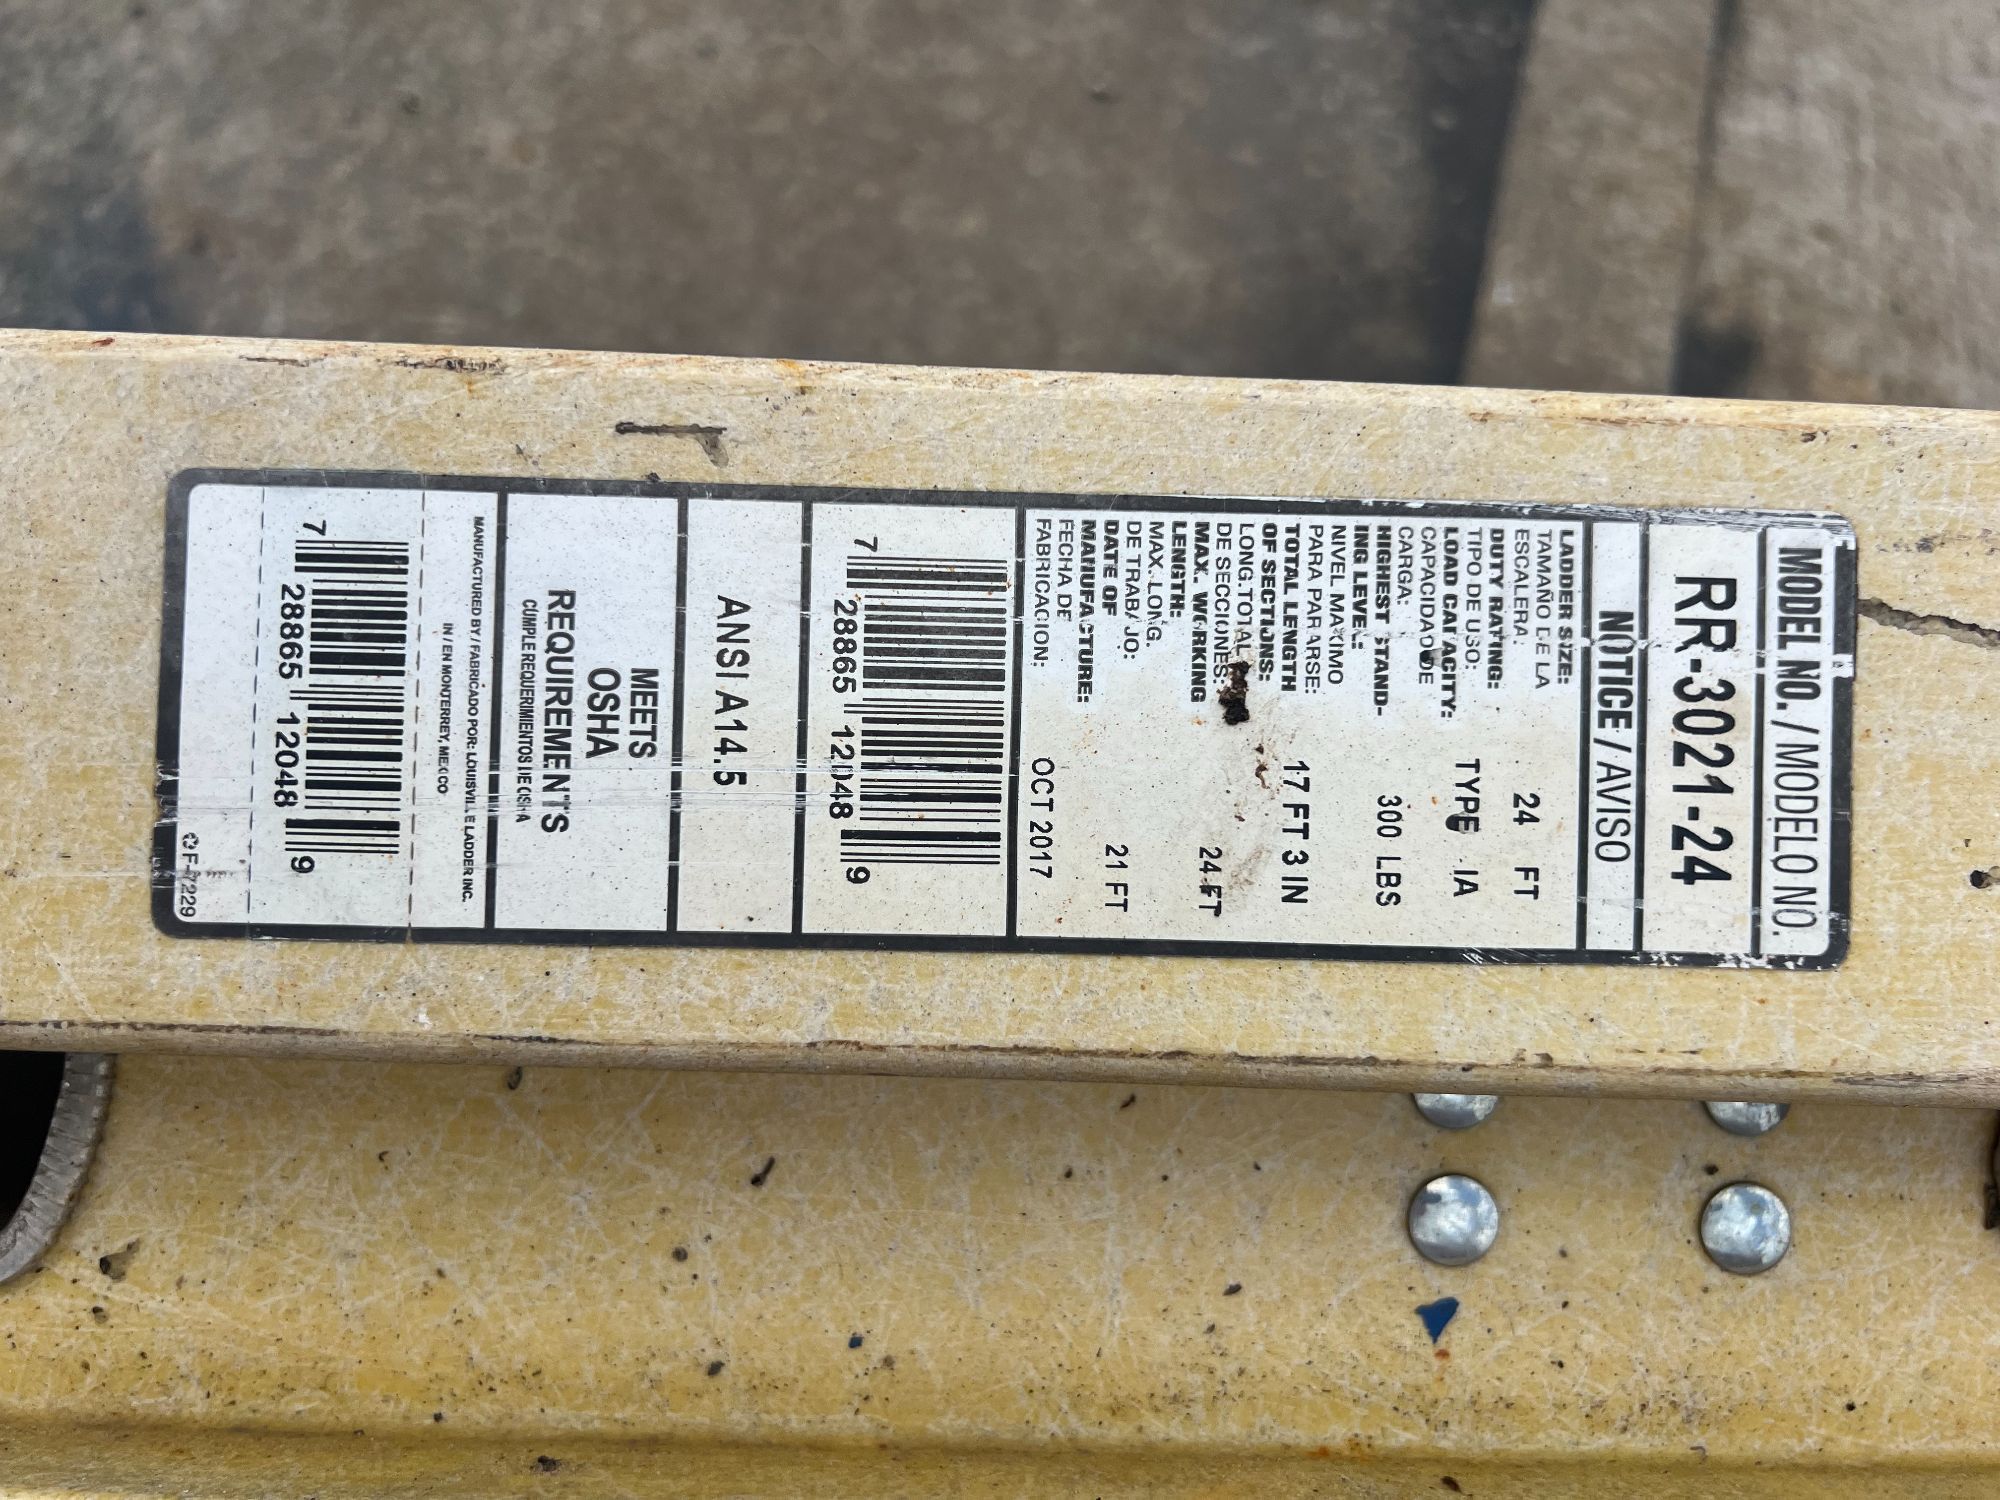 MODEL NO. / MODELO NO.
RR-3021-24
NOTICE / AVISO
LADDER SIZE:
TAMAÑO DE LA
ESCALERA:
24 FT
DUTY RATING:
TIPO DE USO:
TYPE IA
LOAD CAPACITY:
CAPACIDAD DE
CARGA:
300 LBS
HIGHEST STAND-
ING LEVEL:
NIVEL MAXIMO
PARA PARARSE:
17 FT 3 IN
TOTAL LENGTH
OF SECTIONS:
LONG. TOTAL
DE SECCIONES:
24 FT
MAX. WORKING
LENGTH:
MAX. LONG.
DE TRABAJO:
21 FT
DATE OF
MANUFACTURE:
FECHA DE
FABRICACION:
OCT 2017
7 28865 12048 9
ANSI A14.5
MEETS
OSHA
REQUIREMENTS
CUMPLE REQUERIMIENTOS DE OSHA
MANUFACTURED BY/FABRICADO POR: LOUISVILLE LADDER INC.
IN/EN MONTERREY, MEXICO
7 28865 12048 9
F-7229